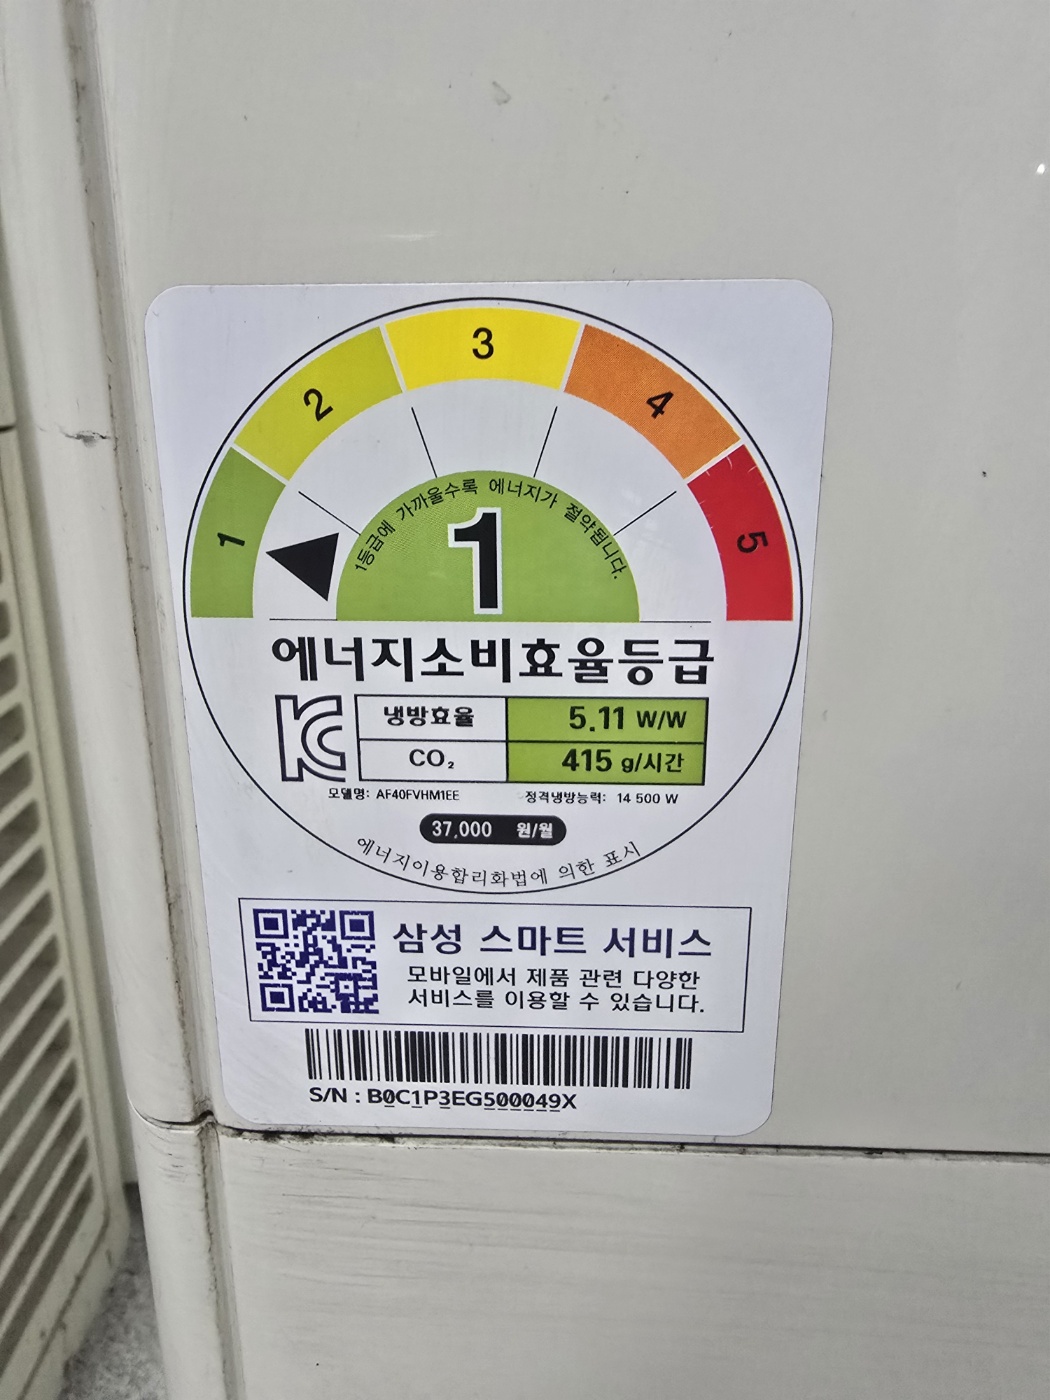 1
2
3
4
5
1등급에 가까울수록 에너지가 절약됩니다.
1
에너지소비효율등급
냉방효율 5.11 W/W
CO₂ 415 g/시간
모델명: AF40FVHM1EE 정격냉방능력: 14 500 W
37,000 원/월
에너지이용합리화법에 의한 표시
삼성 스마트 서비스
모바일에서 제품 관련 다양한
서비스를 이용할 수 있습니다.
S/N : B0C1P3EG500049X